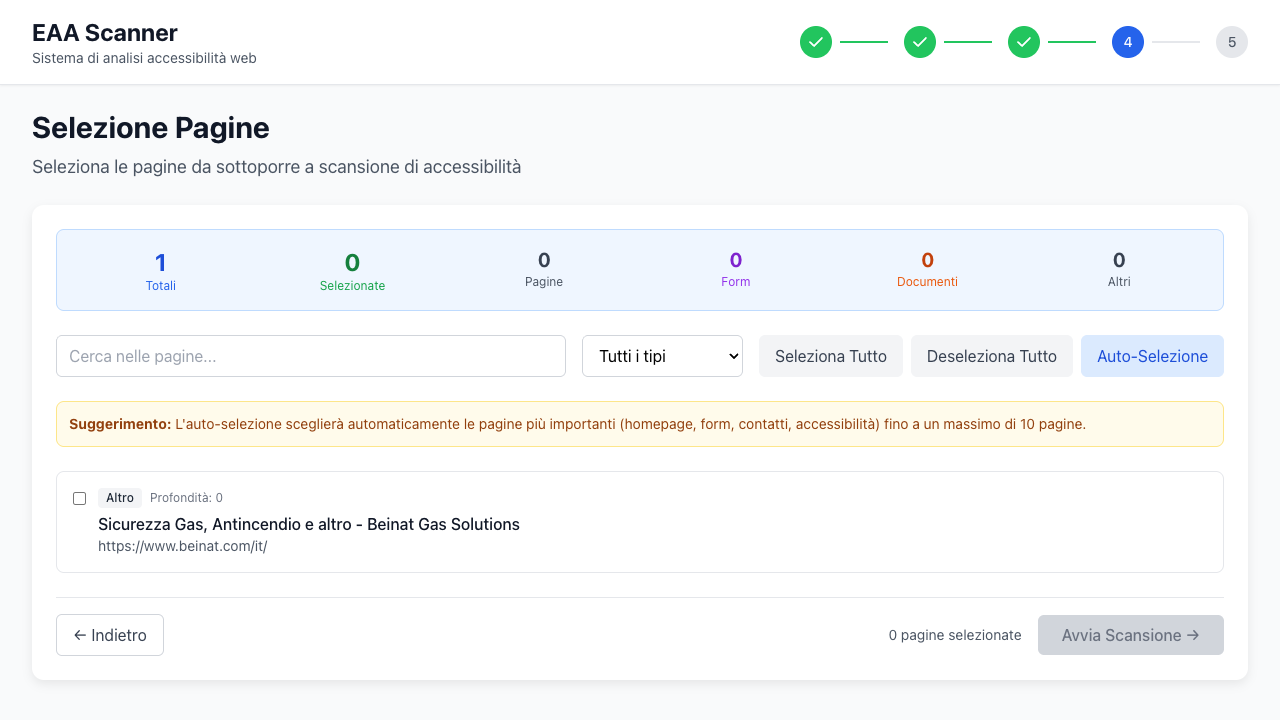 EAA Scanner
Sistema di analisi accessibilità web
4
5
Selezione Pagine
Seleziona le pagine da sottoporre a scansione di accessibilità
1
Totali
0
Selezionate
0
Pagine
0
Form
0
Documenti
0
Altri
Cerca nelle pagine...
Tutti i tipi
Seleziona Tutto
Deseleziona Tutto
Auto-Selezione
Suggerimento: L'auto-selezione sceglierà automaticamente le pagine più importanti (homepage, form, contatti, accessibilità) fino a un massimo di 10 pagine.
Altro Profondità: 0
Sicurezza Gas, Antincendio e altro - Beinat Gas Solutions
https://www.beinat.com/it/
← Indietro
0 pagine selezionate
Avvia Scansione →